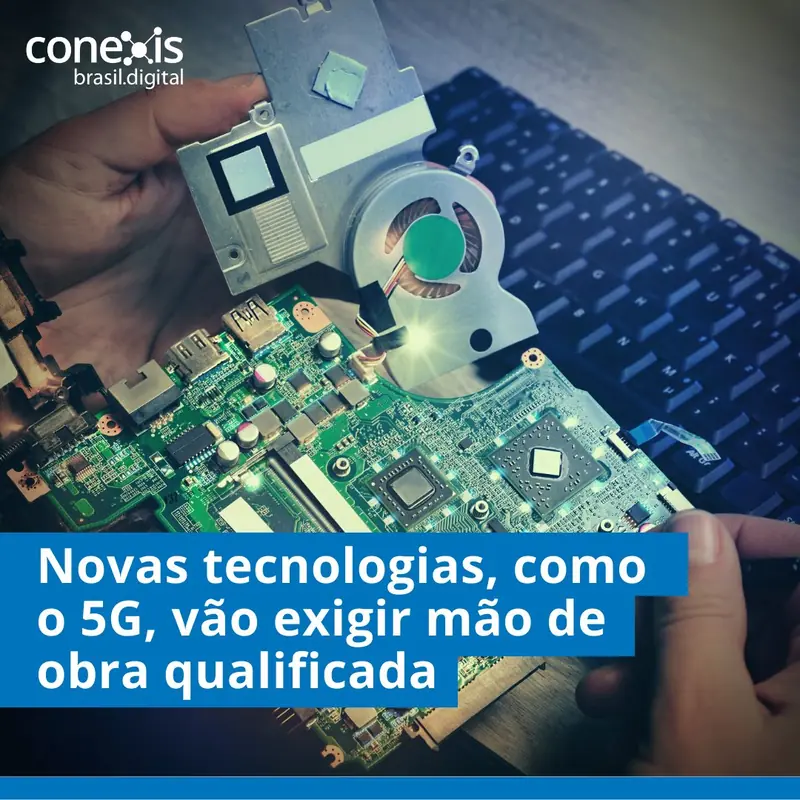 conexis
brasil.digital
Novas tecnologias, como
o 5G, vão exigir mão de
obra qualificada